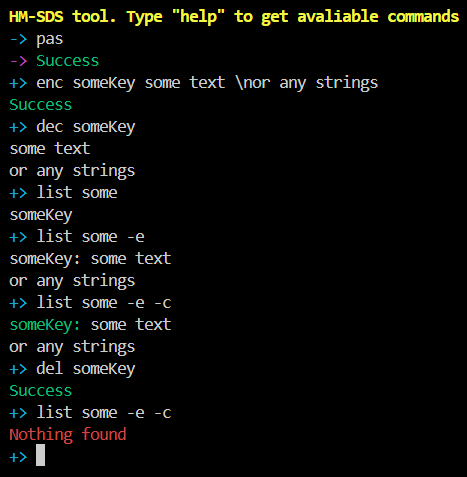 HM-SDS tool. Type "help" to get avaliable commands
-> pas
-> Success
+> enc someKey some text \nor any strings
Success
+> dec someKey
some text
or any strings
+> list some
someKey
+> list some -e
someKey: some text
or any strings
+> list some -e -c
someKey: some text
or any strings
+> del someKey
Success
+> list some -e -c
Nothing found
+>